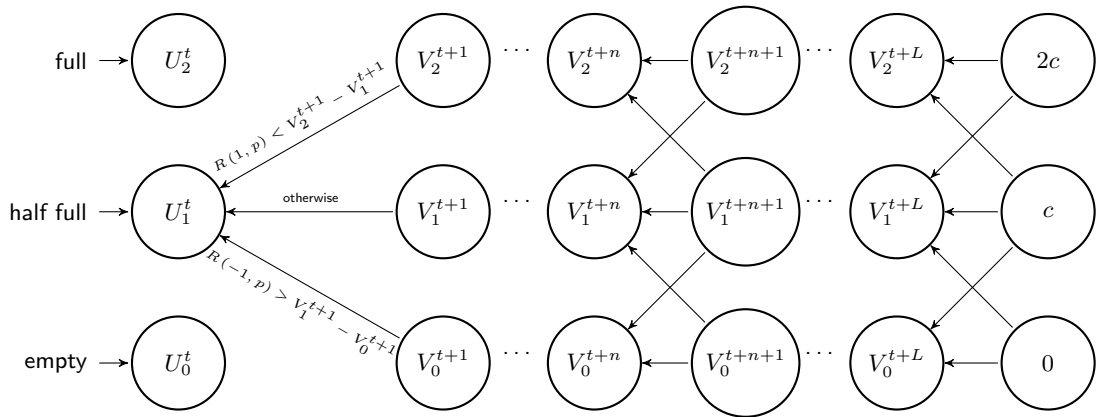 full U_2^t V_2^{t+1} ... V_2^{t+n} V_2^{t+n+1} ... V_2^{t+L} 2c
R(1, p) < V_2^{t+1} − V_1^{t+1}
half full U_1^t otherwise V_1^{t+1} ... V_1^{t+n} V_1^{t+n+1} ... V_1^{t+L} c
R(−1, p) > V_1^{t+1} − V_0^{t+1}
empty U_0^t V_0^{t+1} ... V_0^{t+n} V_0^{t+n+1} ... V_0^{t+L} 0